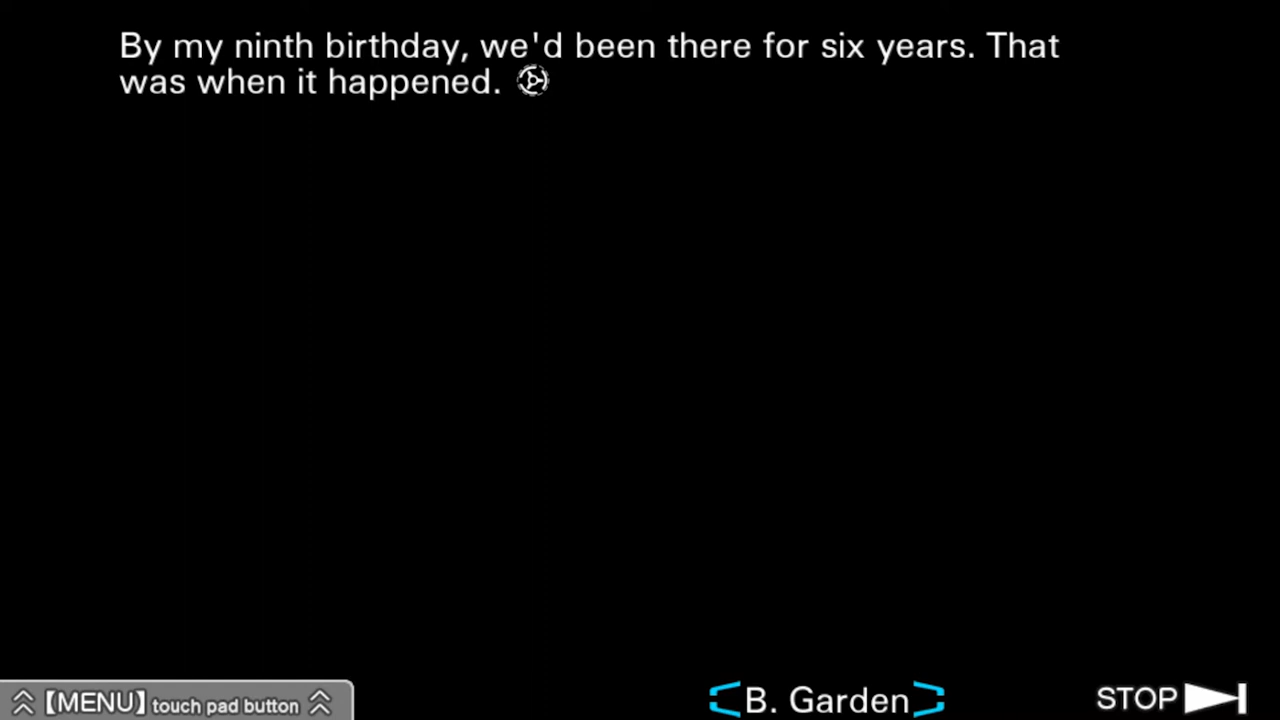 By my ninth birthday, we'd been there for six years. That
was when it happened.
【MENU】 touch pad button
B. Garden
STOP